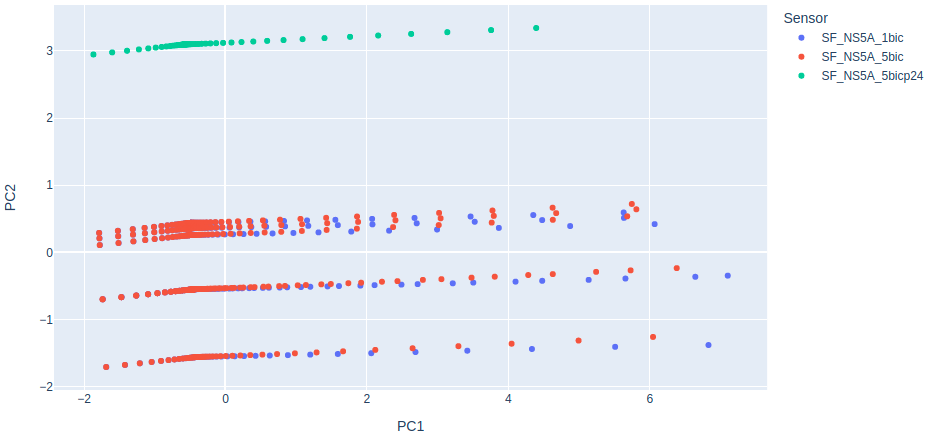 Sensor
SF_NS5A_1bic
SF_NS5A_5bic
SF_NS5A_5bicp24
3
2
1
0
−1
−2
PC2
−2 0 2 4 6
PC1